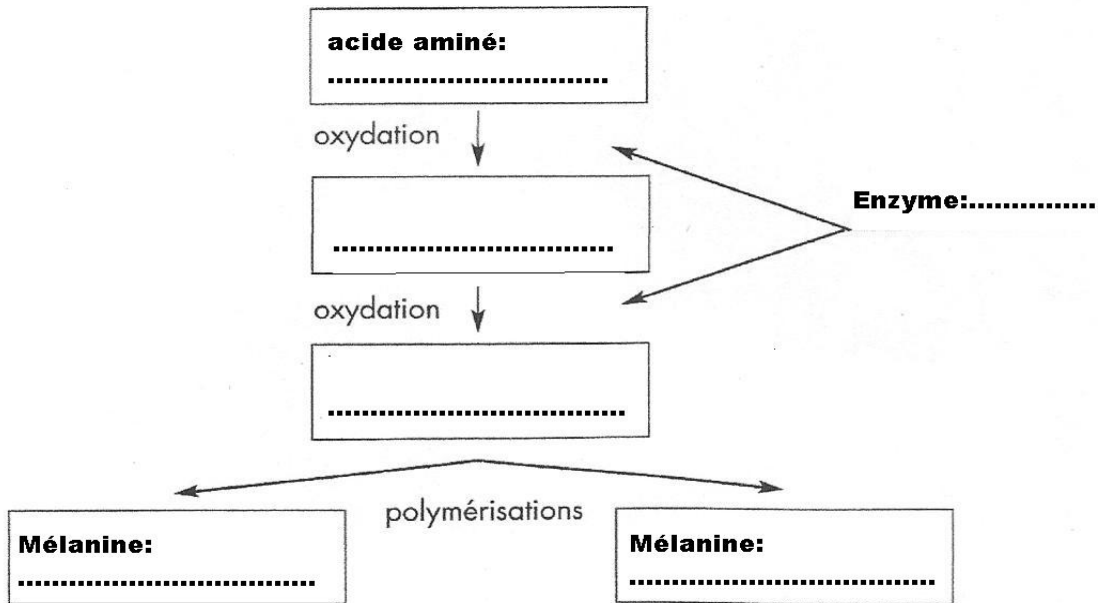 acide aminé:
................................
oxydation
Enzyme:...............
................................
oxydation
..................................
polymérisations
Mélanine:
..................................
Mélanine:
...................................